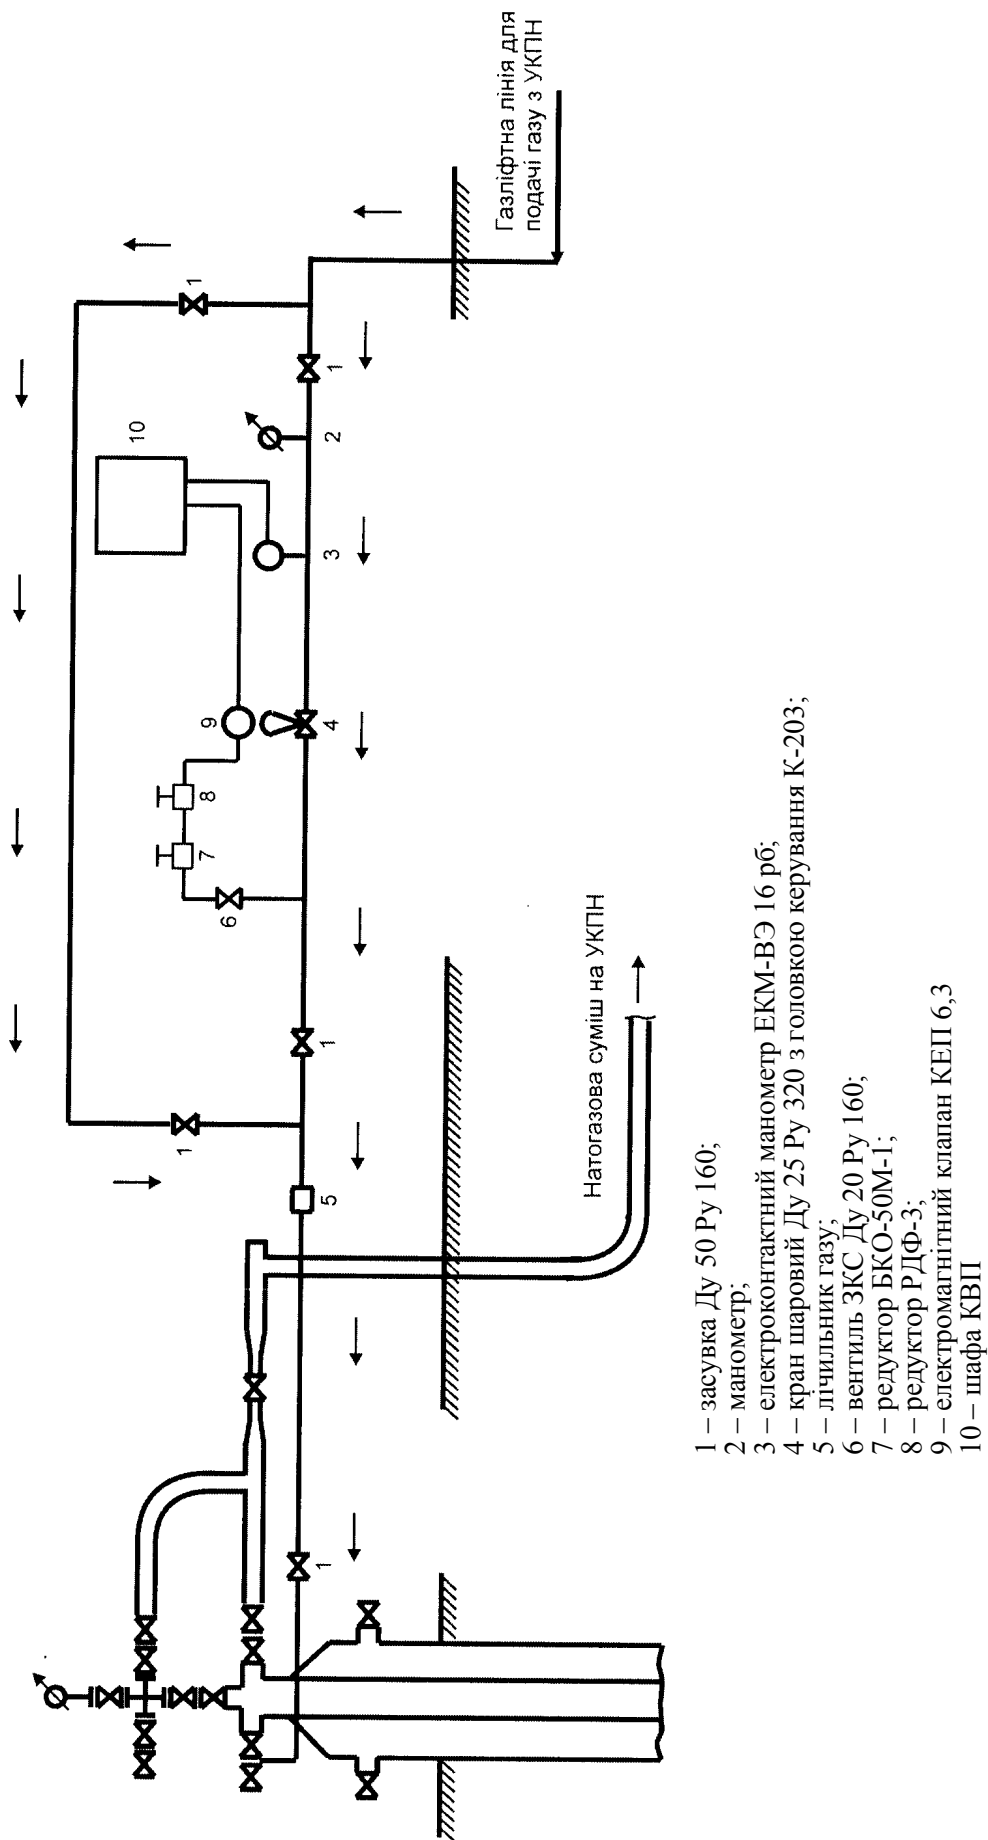 Газліфтна лінія для
подачі газу з УКПН
1
1
2
10
3
9
4
8
7
6
1
1
5
Натогазова суміш на УКПН
1
1 – засувка Ду 50 Ру 160;
2 – манометр;
3 – електроконтактний манометр ЕКМ-ВЭ 16 рб;
4 – кран шаровий Ду 25 Ру 320 з головкою керування К-203;
5 – лічильник газу;
6 – вентиль ЗКС Ду 20 Ру 160;
7 – редуктор БКО-50М-1;
8 – редуктор РДФ-3;
9 – електромагнітний клапан КЕП 6,3
10 – шафа КВП